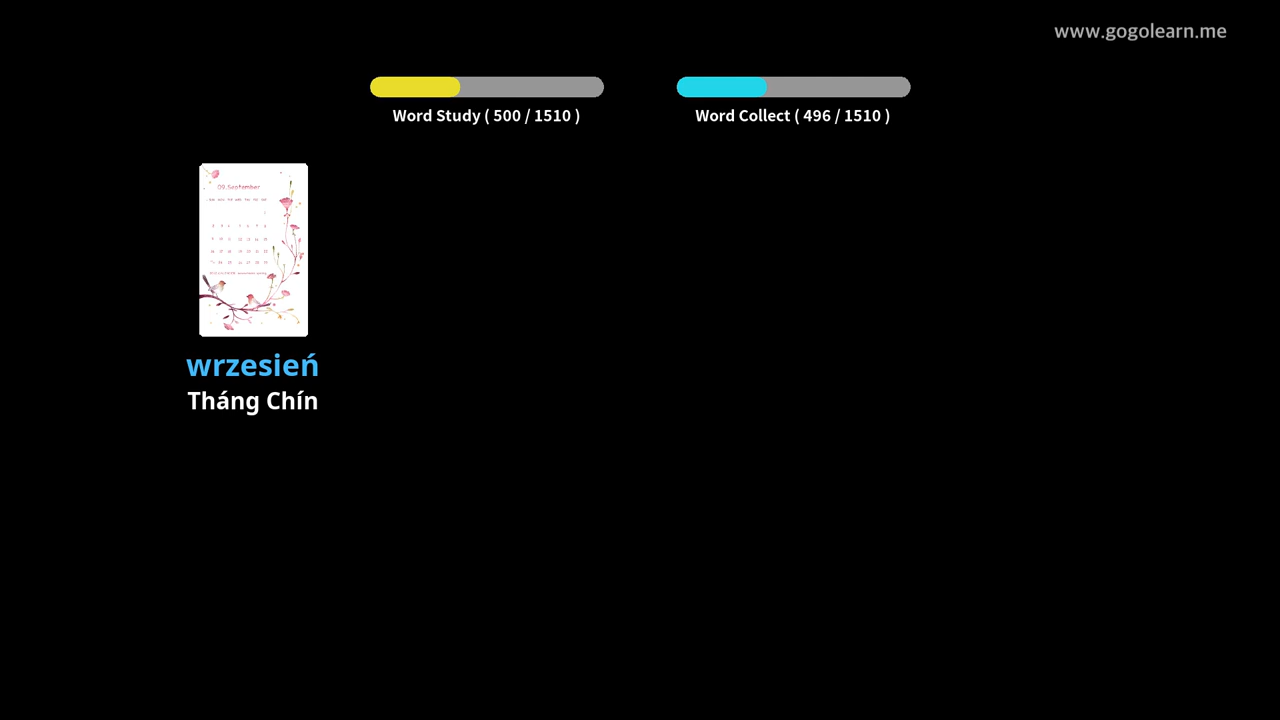 www.gogolearn.me
Word Study ( 500 / 1510 )
Word Collect ( 496 / 1510 )
09.September
wrzesień
Tháng Chín